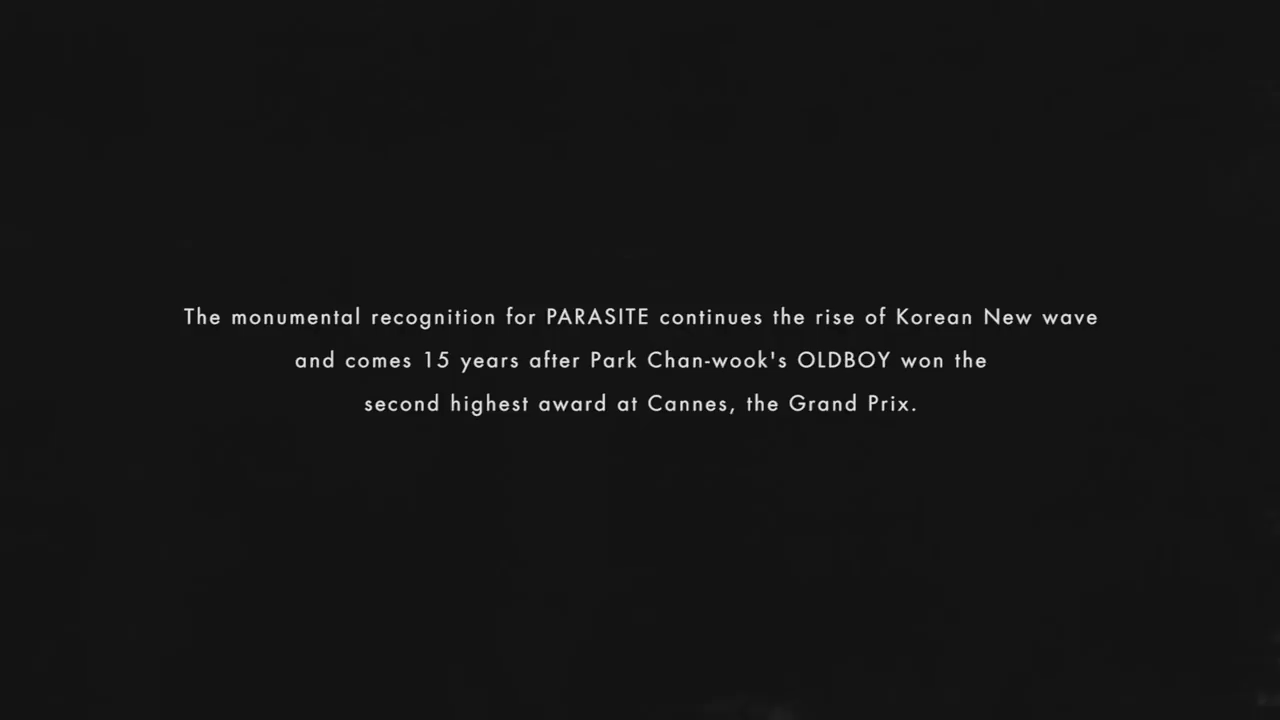 The monumental recognition for PARASITE continues the rise of Korean New wave
and comes 15 years after Park Chan-wook's OLDBOY won the
second highest award at Cannes, the Grand Prix.